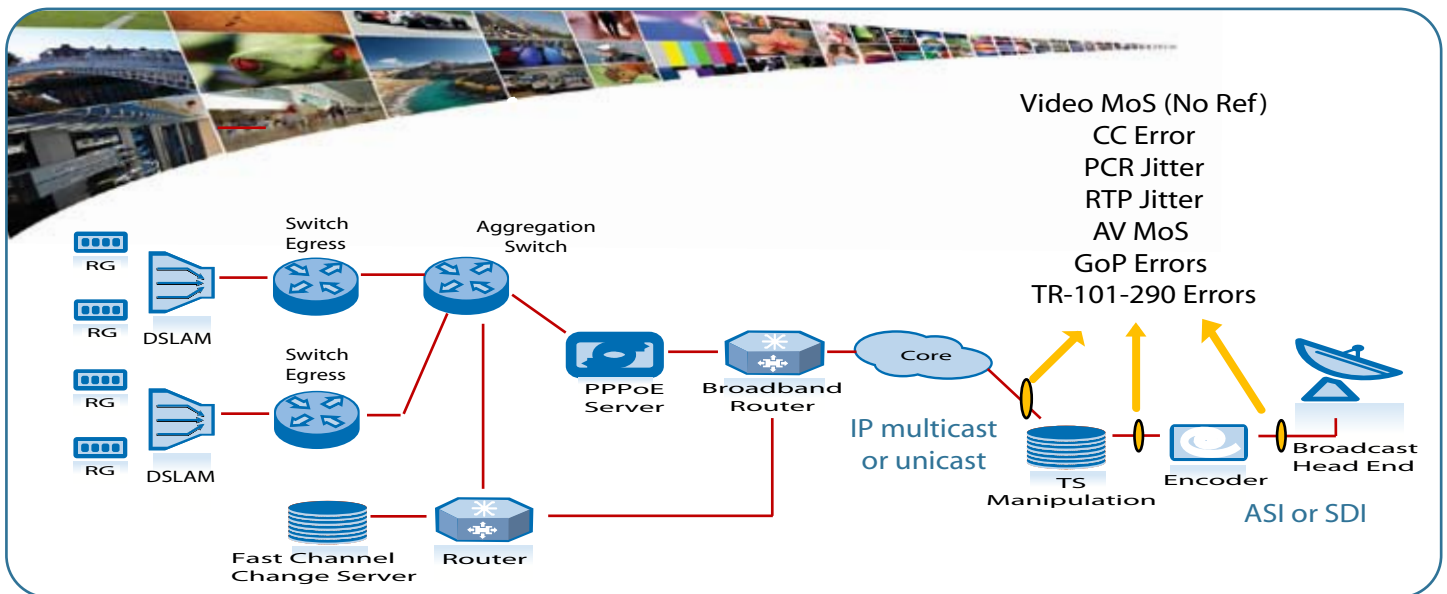 Video MoS (No Ref)
CC Error
PCR Jitter
RTP Jitter
AV MoS
GoP Errors
TR-101-290 Errors
Switch
Egress
Aggregation
Switch
RG
RG
DSLAM
Switch
Egress
RG
RG
DSLAM
PPPoE
Server
Broadband
Router
Core
IP multicast
or unicast
TS
Manipulation
Encoder
Broadcast
Head End
ASI or SDI
Fast Channel
Change Server
Router